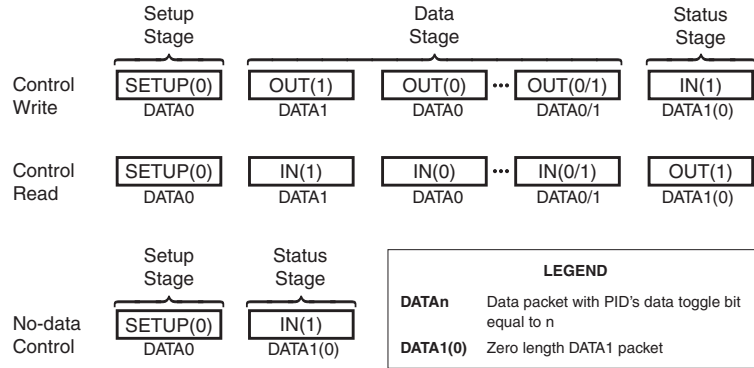 Setup Stage
Data Stage
Status Stage
Control Write
SETUP(0)
OUT(1)
OUT(0)
...
OUT(0/1)
IN(1)
DATA0
DATA1
DATA0
DATA0/1
DATA1(0)
Control Read
SETUP(0)
IN(1)
IN(0)
...
IN(0/1)
OUT(1)
DATA0
DATA1
DATA0
DATA0/1
DATA1(0)
Setup Stage
Status Stage
No-data Control
SETUP(0)
IN(1)
DATA0
DATA1(0)
LEGEND
DATAn Data packet with PID's data toggle bit
equal to n
DATA1(0) Zero length DATA1 packet